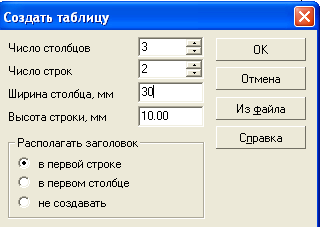 Создать таблицу
Число столбцов 3 OK
Число строк 2 Отмена
Ширина столбца, мм 30 Из файла
Высота строки, мм 10.00 Справка
Располагать заголовок
в первой строке
в первом столбце
не создавать